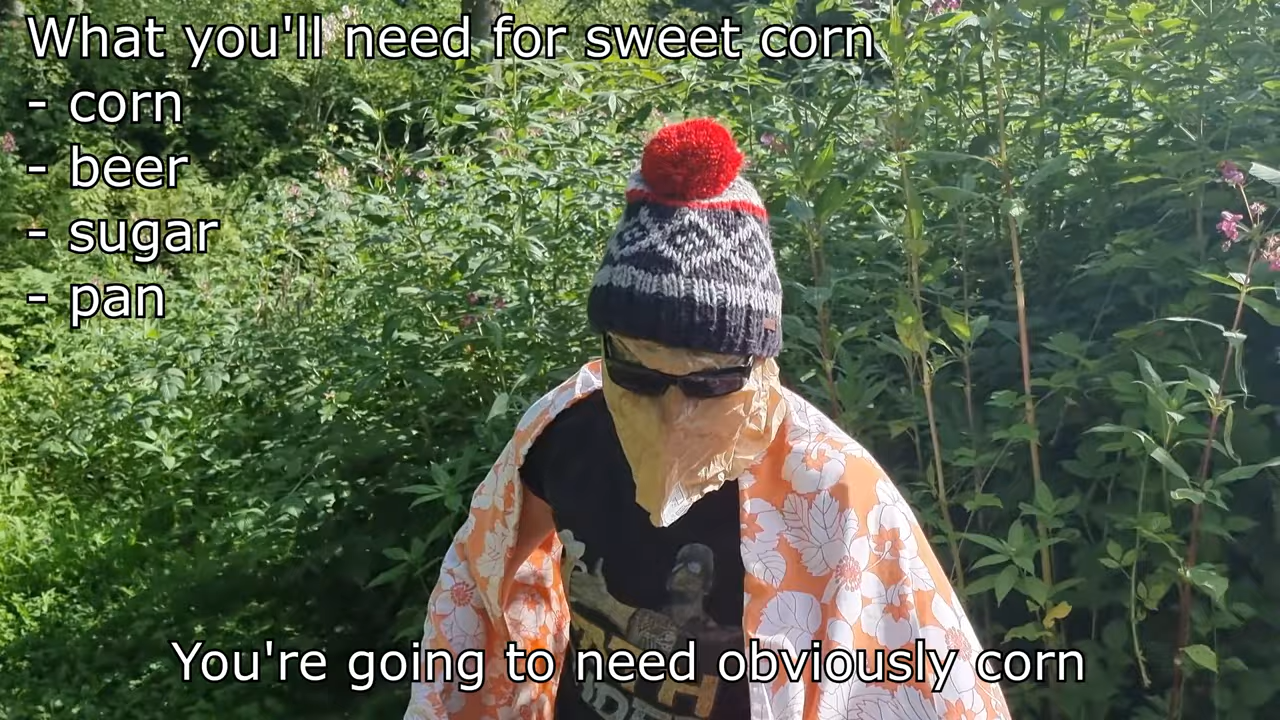 What you'll need for sweet corn
- corn
- beer
- sugar
- pan
You're going to need obviously corn